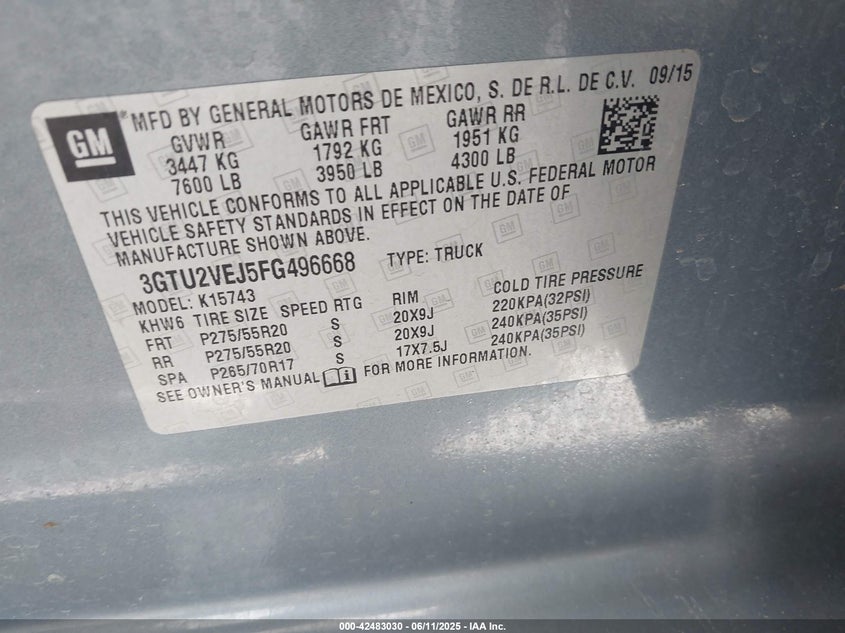 GM
® MFD BY GENERAL MOTORS DE MEXICO, S. DE R.L. DE C.V. 09/15
GVWR GAWR FRT GAWR RR
3447 KG 1792 KG 1951 KG
7600 LB 3950 LB 4300 LB
THIS VEHICLE CONFORMS TO ALL APPLICABLE U.S. FEDERAL MOTOR
VEHICLE SAFETY STANDARDS IN EFFECT ON THE DATE OF
MANUFACTURE SHOWN ABOVE.
3GTU2VEJ5FG496668 TYPE: TRUCK
MODEL: K15743
KHW6 TIRE SIZE SPEED RTG RIM COLD TIRE PRESSURE
FRT P275/55R20 S 20X9J 220KPA(32PSI)
RR P275/55R20 S 20X9J 240KPA(35PSI)
SPA P265/70R17 S 17X7.5J 240KPA(35PSI)
SEE OWNER'S MANUAL FOR MORE INFORMATION.
000-42483030 - 06/11/2025 - IAA Inc.